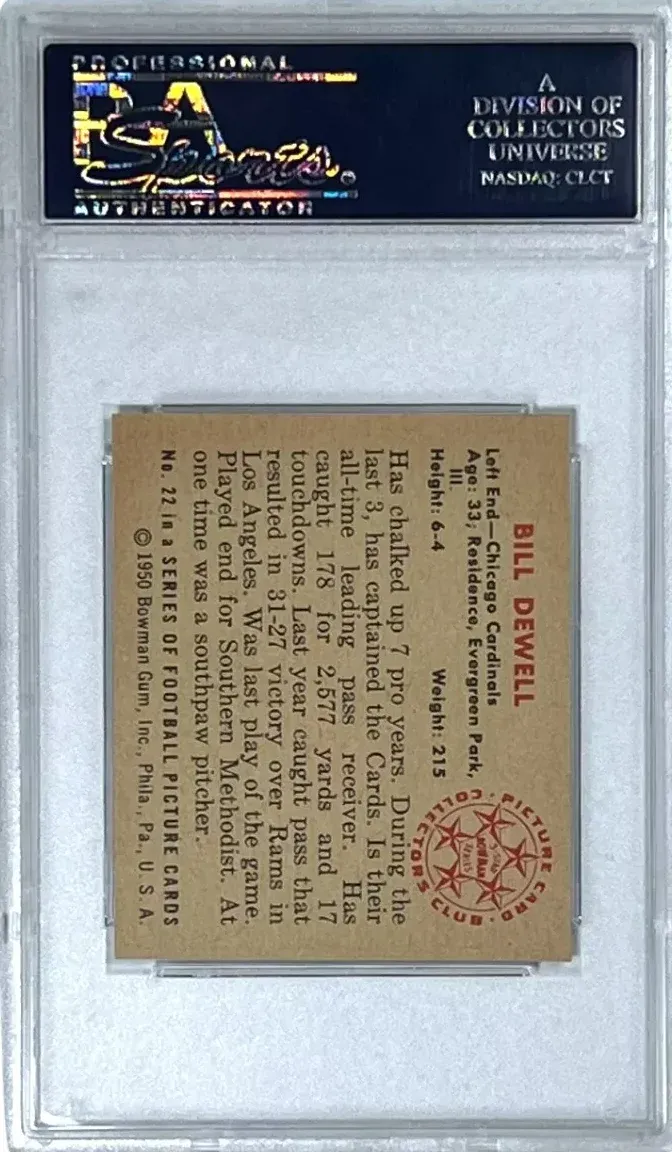 PROFESSIONAL
PSA
Sports.
AUTHENTICATOR
A
DIVISION OF
COLLECTORS
UNIVERSE
NASDAQ: CLCT
BILL DEWELL
Left End—Chicago Cardinals
Age: 33; Residence, Evergreen Park,
Ill.
Height: 6-4 Weight: 215
PICTURE CARD
COLLECTORS CLUB
5-STAR
BOWMAN
SERIES
Has chalked up 7 pro years. During the
last 3, has captained the Cards. Is their
all-time leading pass receiver. Has
caught 178 for 2,577 yards and 17
touchdowns. Last year caught pass that
resulted in 31-27 victory over Rams in
Los Angeles. Was last play of the game.
Played end for Southern Methodist. At
one time was a southpaw pitcher.
No. 22 in a SERIES OF FOOTBALL PICTURE CARDS
©1950 Bowman Gum, Inc., Phila., Pa., U. S. A.